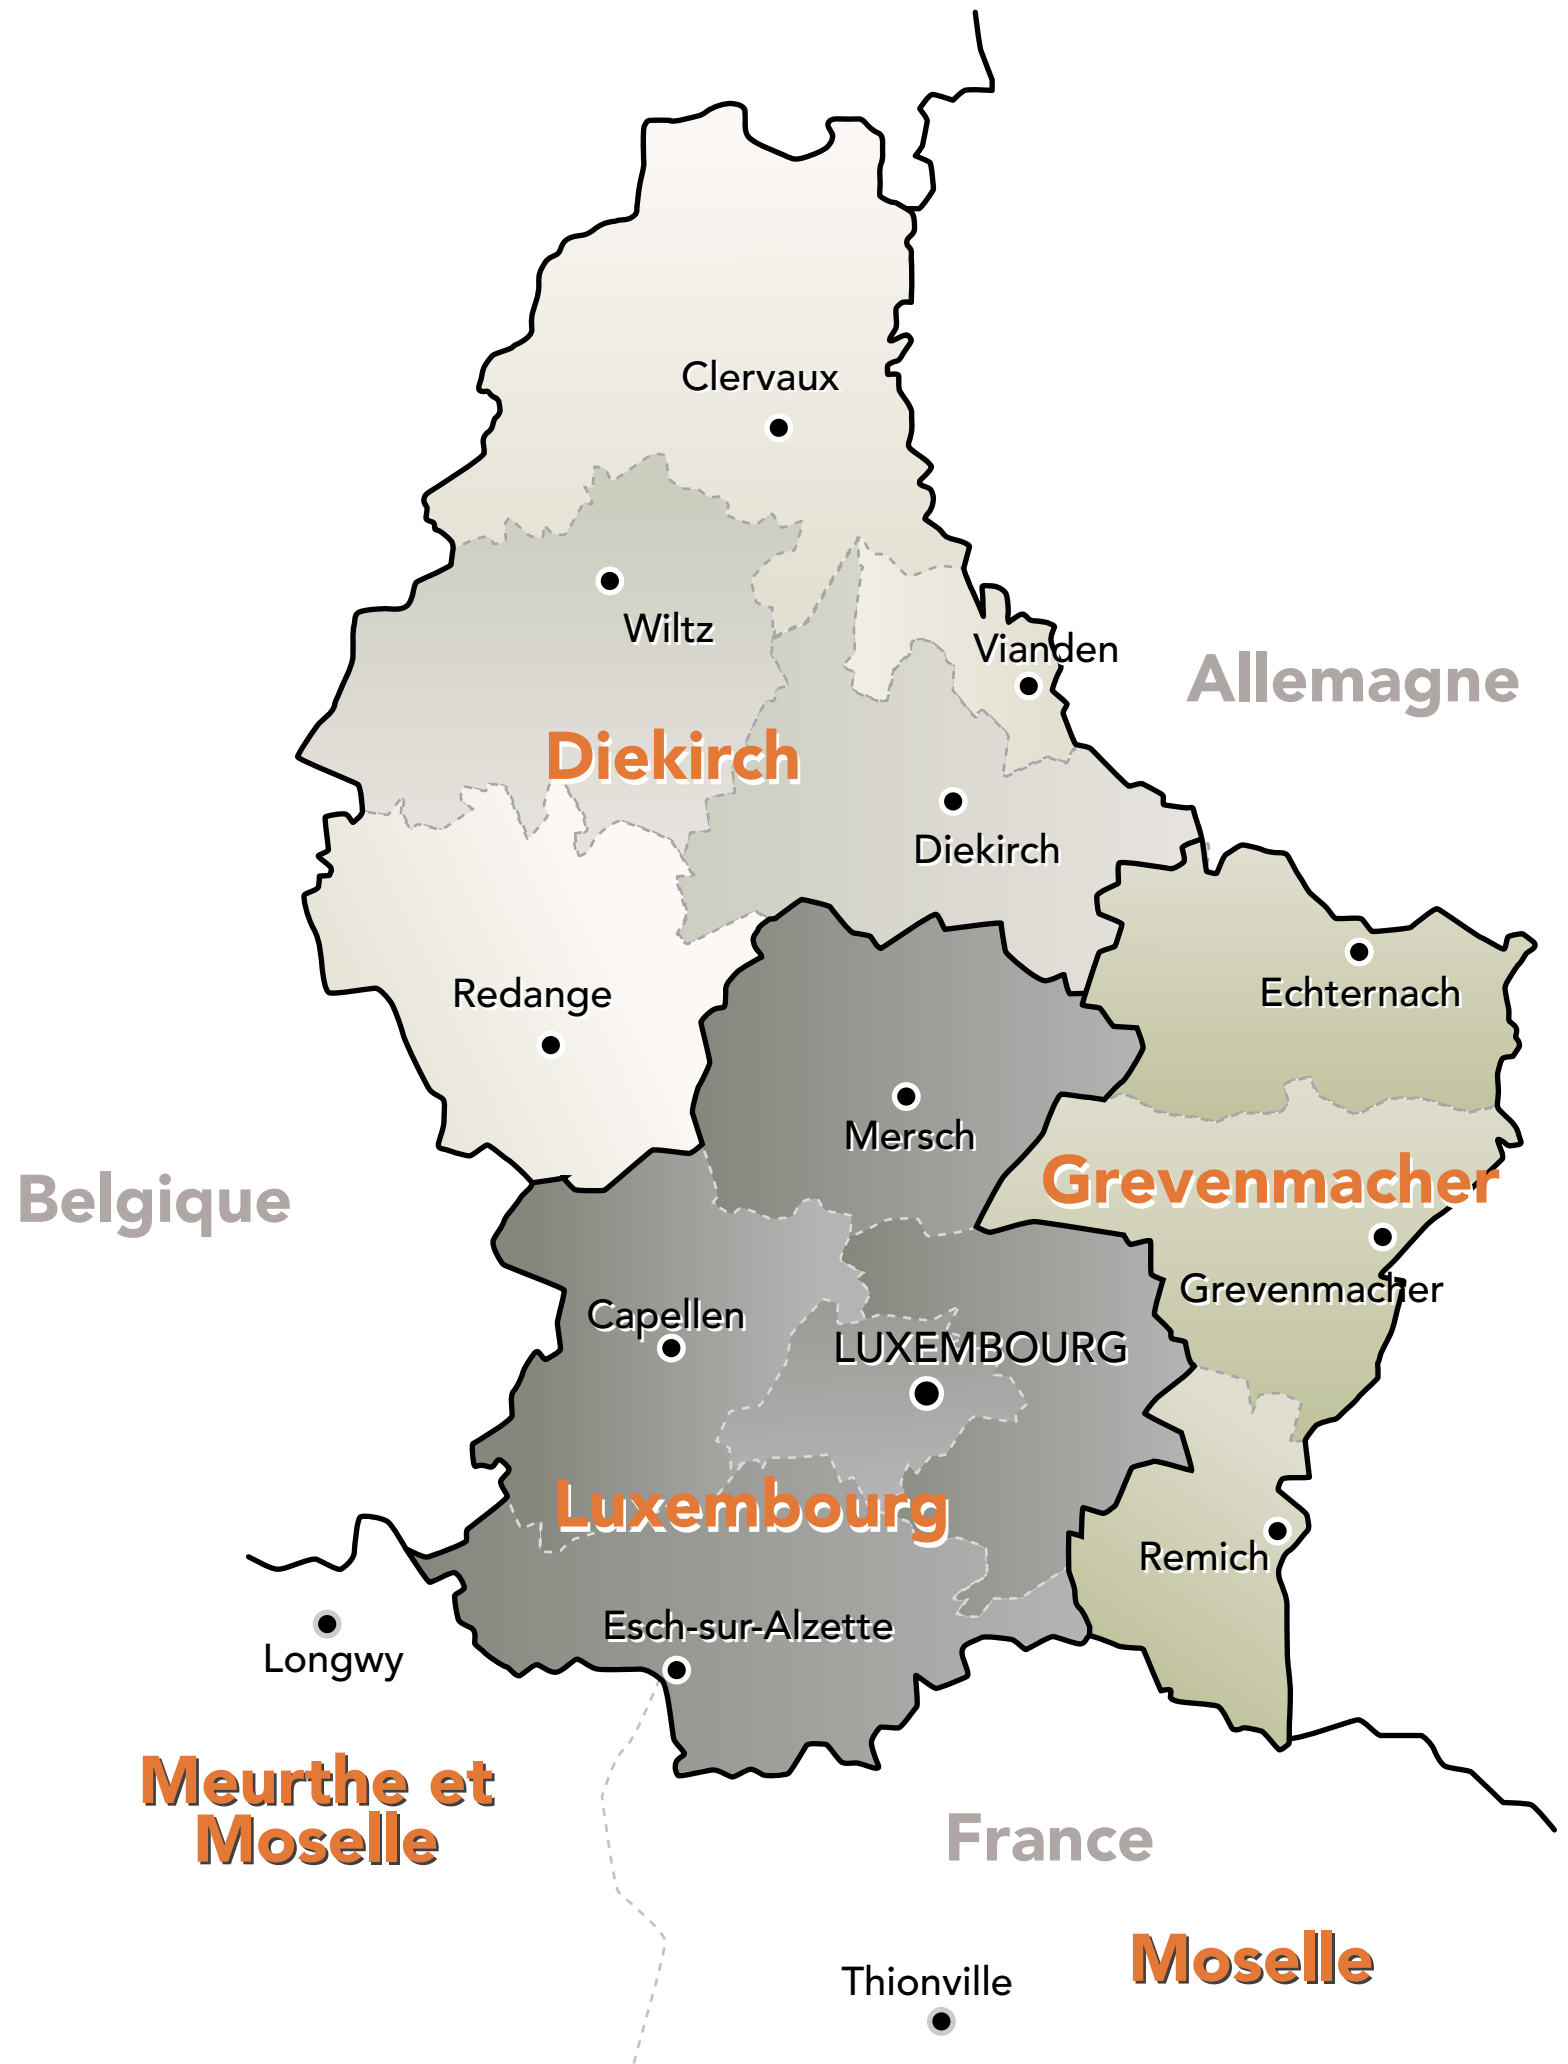 Clervaux
Wiltz
Vianden
Allemagne
Diekirch
Diekirch
Redange
Echternach
Mersch
Belgique
Grevenmacher
Grevenmacher
Capellen
LUXEMBOURG
Luxembourg
Remich
Esch-sur-Alzette
Longwy
Meurthe et
Moselle
France
Moselle
Thionville